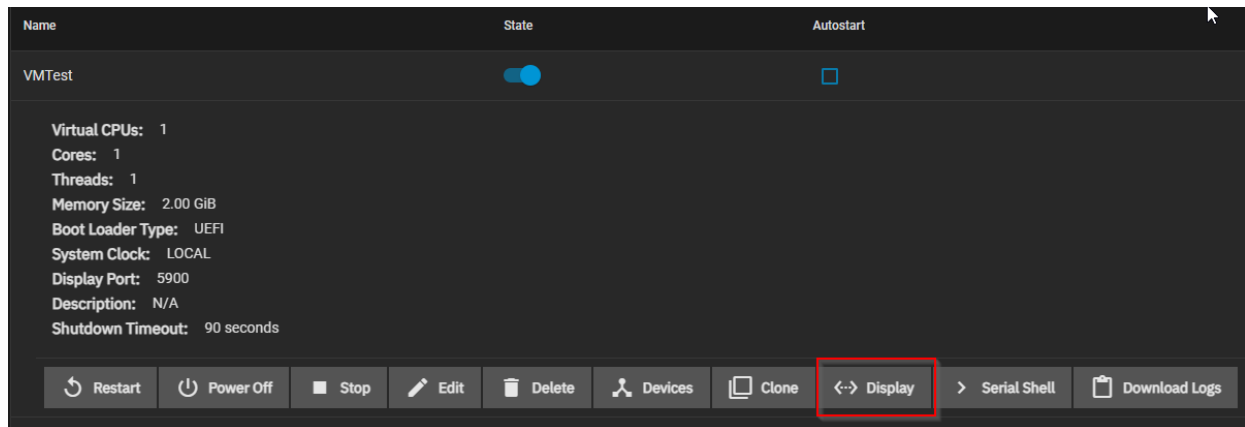 Name State Autostart
VMTest
Virtual CPUs: 1
Cores: 1
Threads: 1
Memory Size: 2.00 GiB
Boot Loader Type: UEFI
System Clock: LOCAL
Display Port: 5900
Description: N/A
Shutdown Timeout: 90 seconds
Restart Power Off Stop Edit Delete Devices Clone Display Serial Shell Download Logs